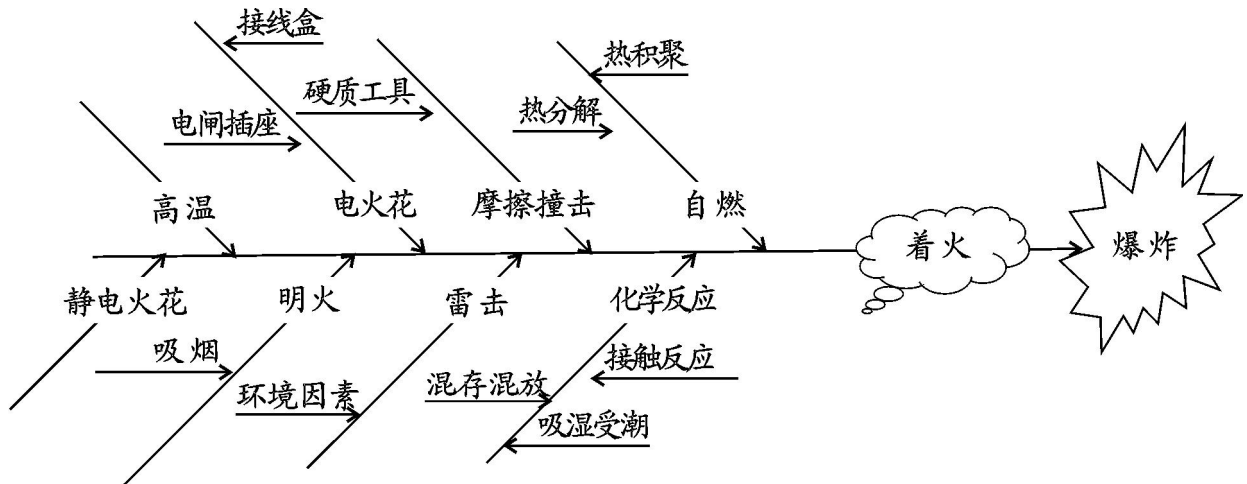 接线盒
热积聚
硬质工具
热分解
电闸插座
高温
电火花
摩擦撞击
自燃
着火
爆炸
静电火花
明火
雷击
化学反应
吸烟
接触反应
环境因素
混存混放
吸湿受潮